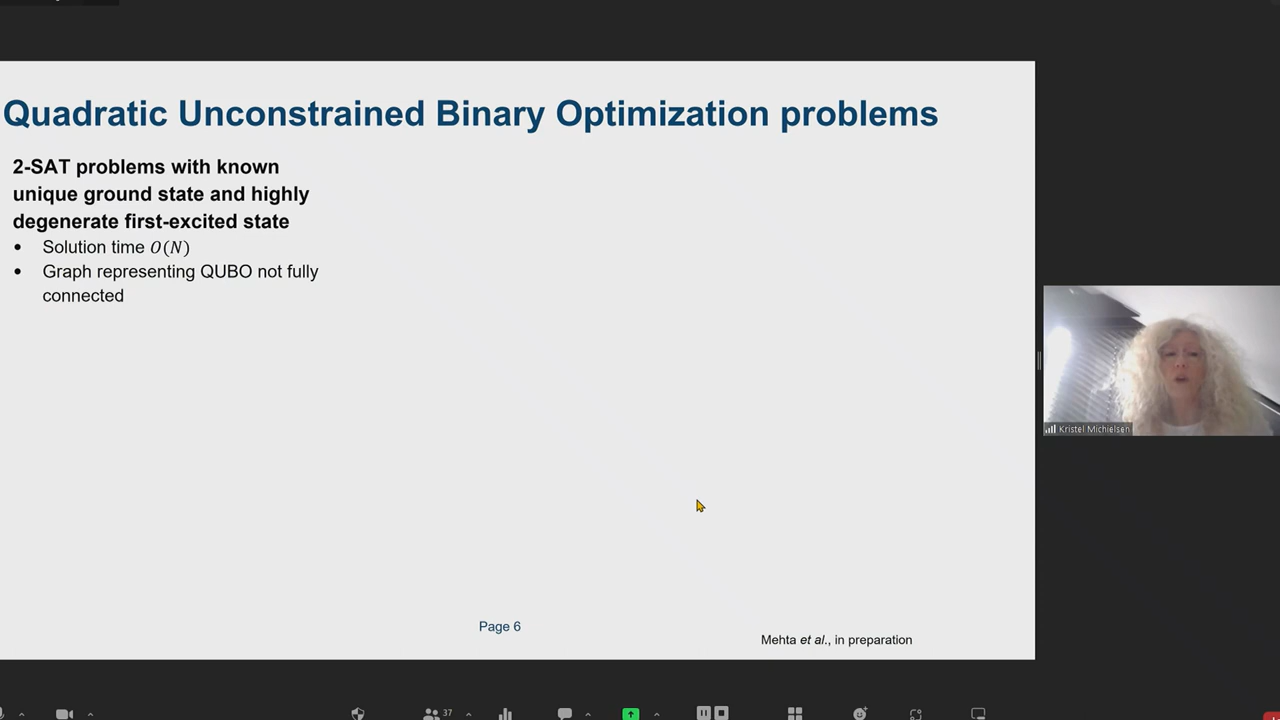 Quadratic Unconstrained Binary Optimization problems
2-SAT problems with known
unique ground state and highly
degenerate first-excited state
• Solution time O(N)
• Graph representing QUBO not fully
connected
Kristel Michielsen
Page 6
Mehta et al., in preparation
37